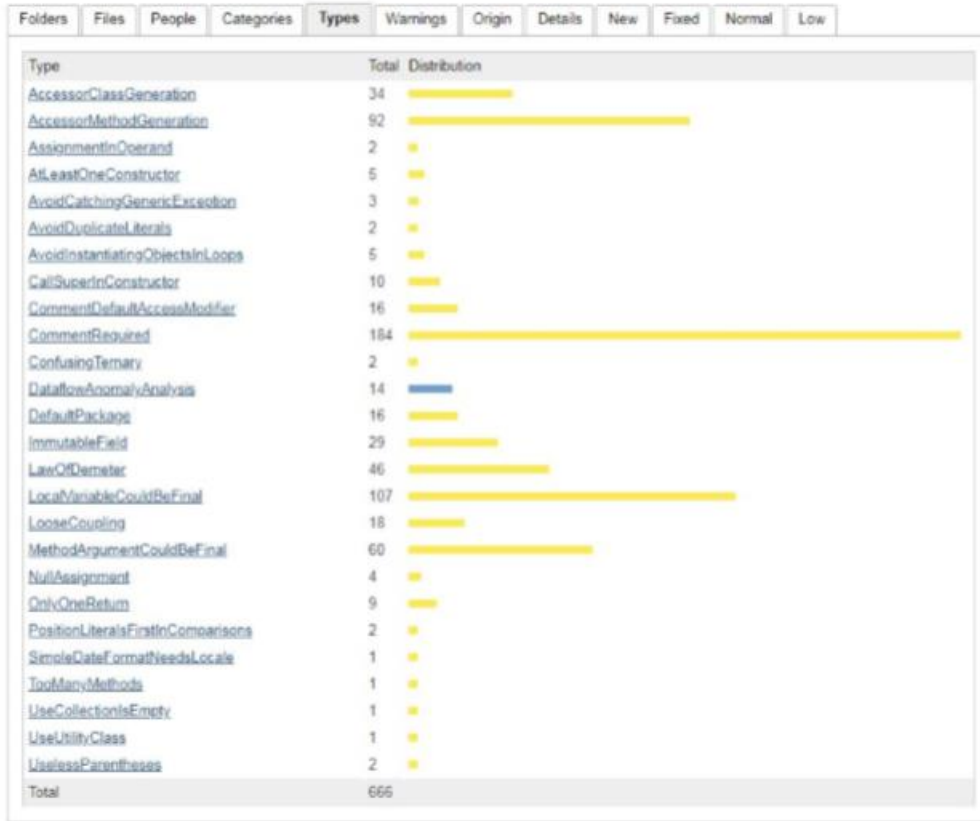 Folders Files People Categories Types Warnings Origin Details New Fixed Normal Low
Type Total Distribution
AccessorClassGeneration 34
AccessorMethodGeneration 92
AssignmentInOperand 2
AtLeastOneConstructor 5
AvoidCatchingGenericException 3
AvoidDuplicateLiterals 2
AvoidInstantiatingObjectsInLoops 5
CallSuperInConstructor 10
CommentDefaultAccessModifier 16
CommentRequired 184
ConfusingTernary 2
DataflowAnomalyAnalysis 14
DefaultPackage 16
ImmutableField 29
LawOfDemeter 46
LocalVariableCouldBeFinal 107
LooseCoupling 18
MethodArgumentCouldBeFinal 60
NullAssignment 4
OnlyOneReturn 9
PositionLiteralsFirstInComparisons 2
SimpleDateFormatNeedsLocale 1
TooManyMethods 1
UseCollectionIsEmpty 1
UseUtilityClass 1
UselessParentheses 2
Total 666